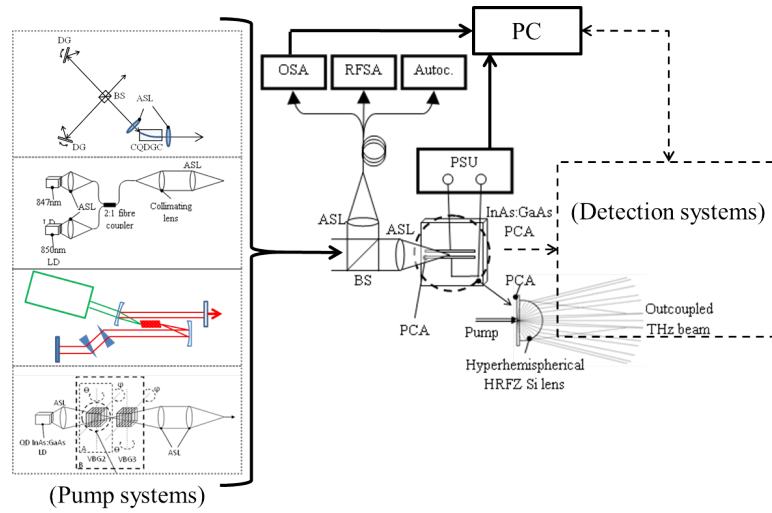 DG
BS
ASL
DG
CQDGC
847nm
ASL
2:1 fibre
coupler
850nm
LD
ASL
Collimating
lens
ASL
θ
φ
φ
θ
QD InAs:GaAs
LD
A
B
VBG2
VBG3
ASL
(Pump systems)
PC
OSA
RFSA
Autoc.
PSU
ASL
ASL
BS
InAs:GaAs
PCA
PCA
(Detection systems)
PCA
Pump
Outcoupled
THz beam
Hyperhemispherical
HRFZ Si lens